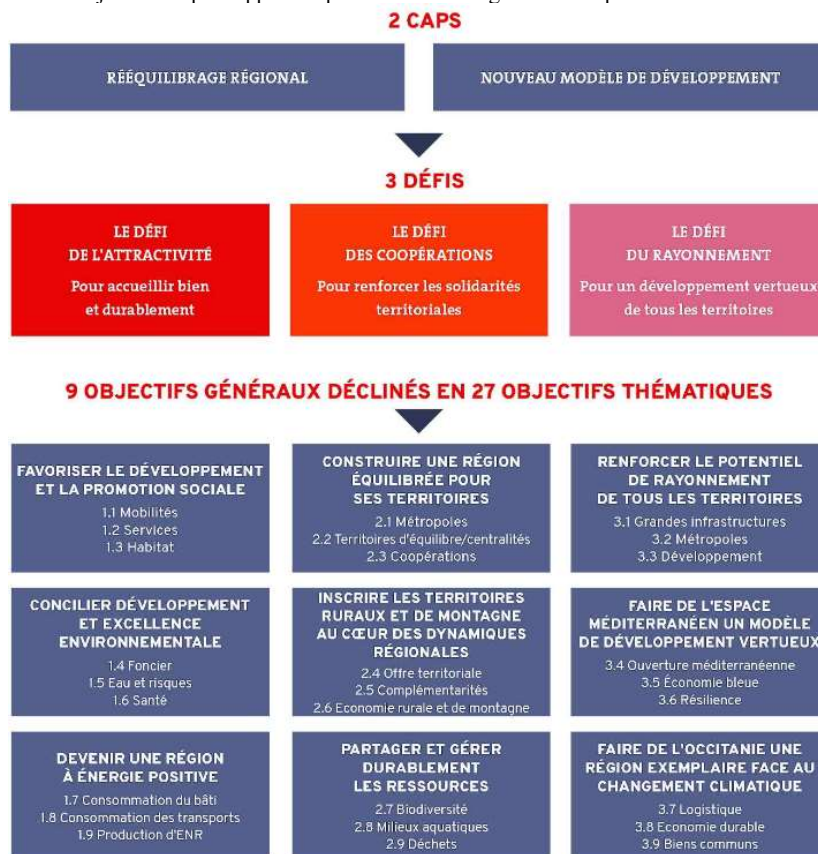 2 CAPS
RÉÉQUILIBRAGE RÉGIONAL
NOUVEAU MODÈLE DE DÉVELOPPEMENT
3 DÉFIS
LE DÉFI
DE L'ATTRACTIVITÉ
Pour accueillir bien
et durablement
LE DÉFI
DES COOPÉRATIONS
Pour renforcer les solidarités
territoriales
LE DÉFI
DU RAYONNEMENT
Pour un développement vertueux
de tous les territoires
9 OBJECTIFS GÉNÉRAUX DÉCLINÉS EN 27 OBJECTIFS THÉMATIQUES
FAVORISER LE DÉVELOPPEMENT
ET LA PROMOTION SOCIALE
1.1 Mobilités
1.2 Services
1.3 Habitat
CONSTRUIRE UNE RÉGION
ÉQUILIBRÉE POUR
SES TERRITOIRES
2.1 Métropoles
2.2 Territoires d'équilibre/centralités
2.3 Coopérations
RENFORCER LE POTENTIEL
DE RAYONNEMENT
DE TOUS LES TERRITOIRES
3.1 Grandes infrastructures
3.2 Métropoles
3.3 Développement
CONCILIER DÉVELOPPEMENT
ET EXCELLENCE
ENVIRONNEMENTALE
1.4 Foncier
1.5 Eau et risques
1.6 Santé
INSCRIRE LES TERRITOIRES
RURAUX ET DE MONTAGNE
AU CŒUR DES DYNAMIQUES
RÉGIONALES
2.4 Offre territoriale
2.5 Complémentarités
2.6 Economie rurale et de montagne
FAIRE DE L'ESPACE
MÉDITERRANÉEN UN MODÈLE
DE DÉVELOPPEMENT VERTUEUX
3.4 Ouverture méditerranéenne
3.5 Économie bleue
3.6 Résilience
DEVENIR UNE RÉGION
À ÉNERGIE POSITIVE
1.7 Consommation du bâti
1.8 Consommation des transports
1.9 Production d'ENR
PARTAGER ET GÉRER
DURABLEMENT
LES RESSOURCES
2.7 Biodiversité
2.8 Milieux aquatiques
2.9 Déchets
FAIRE DE L'OCCITANIE UNE
RÉGION EXEMPLAIRE FACE AU
CHANGEMENT CLIMATIQUE
3.7 Logistique
3.8 Economie durable
3.9 Biens communs